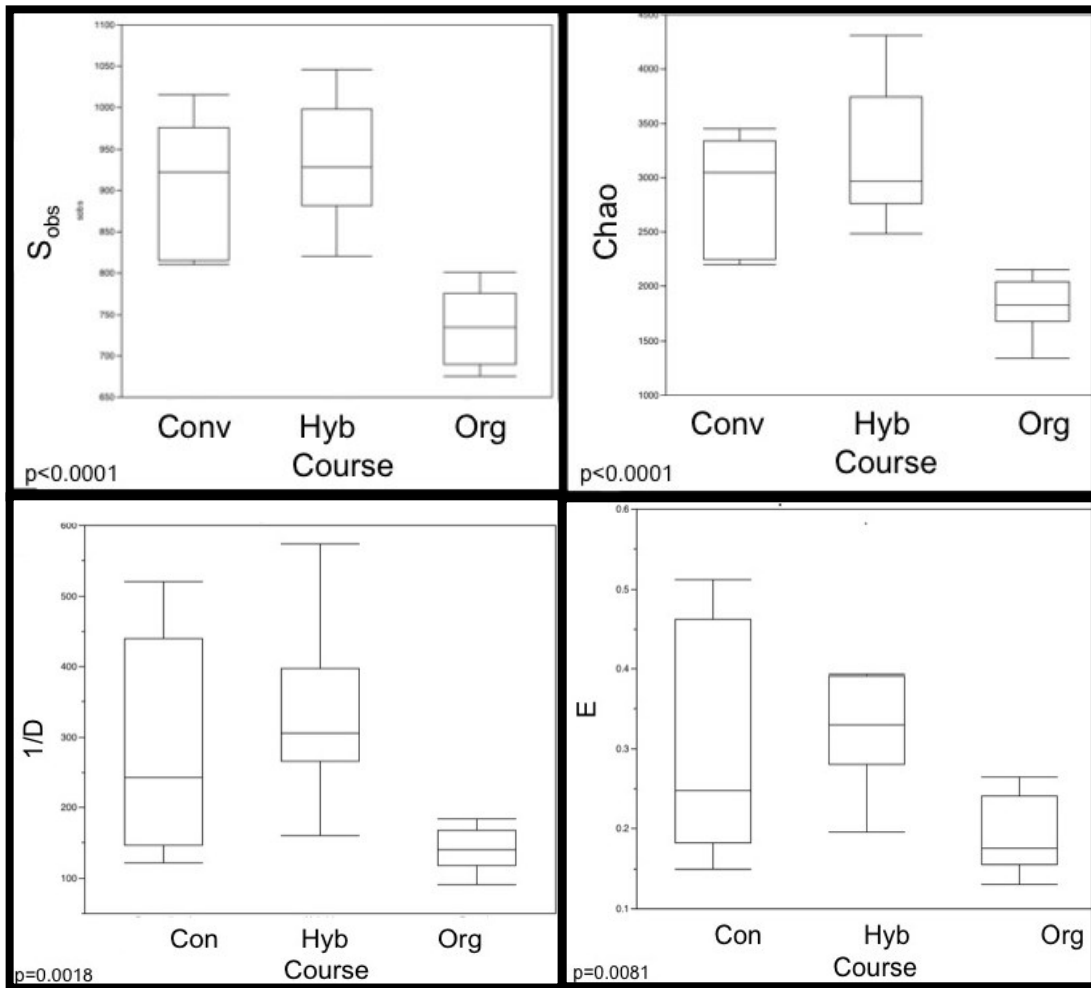 1100
1050
1000
950
900
850
800
750
700
650
S_obs
sobs
Conv Hyb Org
Course
p<0.0001
4500
4000
3500
3000
2500
2000
1500
1000
Chao
Conv Hyb Org
Course
p<0.0001
600
500
400
300
200
100
1/D
Con Hyb Org
Course
p=0.0018
0.6
0.5
0.4
0.3
0.2
0.1
E
Con Hyb Org
Course
p=0.0081